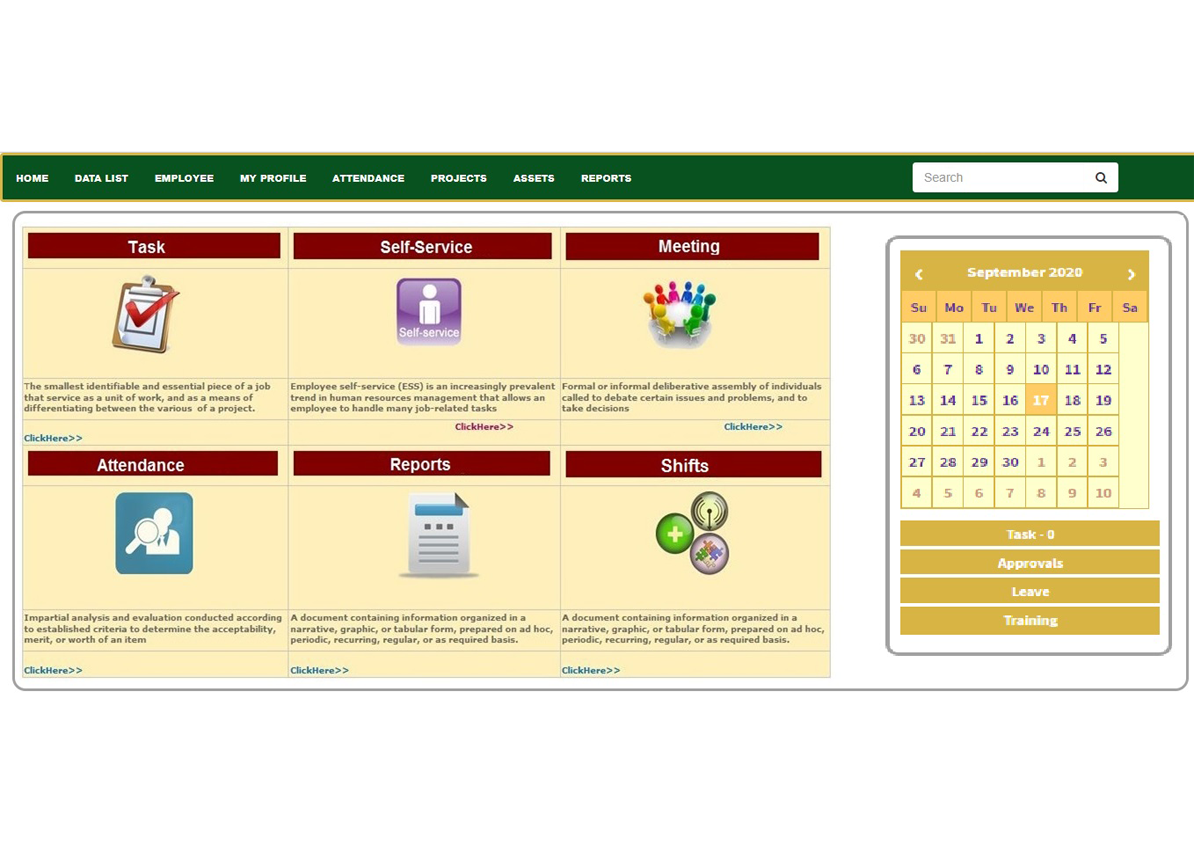 HOME DATA LIST EMPLOYEE MY PROFILE ATTENDANCE PROJECTS ASSETS REPORTS Search
Task Self-Service Meeting
Self-service
The smallest identifiable and essential piece of a job
that service as a unit of work, and as a means of
differentiating between the various of a project.
ClickHere>>
Employee self-service (ESS) is an increasingly prevalent
trend in human resources management that allows an
employee to handle many job-related tasks
ClickHere>>
Formal or informal deliberative assembly of individuals
called to debate certain issues and problems, and to
take decisions
ClickHere>>
Attendance Reports Shifts
Impartial analysis and evaluation conducted according
to established criteria to determine the acceptability,
merit, or worth of an item
ClickHere>>
A document containing information organized in a
narrative, graphic, or tabular form, prepared on ad hoc,
periodic, recurring, regular, or as required basis.
ClickHere>>
A document containing information organized in a
narrative, graphic, or tabular form, prepared on ad hoc,
periodic, recurring, regular, or as required basis.
ClickHere>>
September 2020
Su Mo Tu We Th Fr Sa
30 31 1 2 3 4 5
6 7 8 9 10 11 12
13 14 15 16 17 18 19
20 21 22 23 24 25 26
27 28 29 30 1 2 3
4 5 6 7 8 9 10
Task - 0
Approvals
Leave
Training